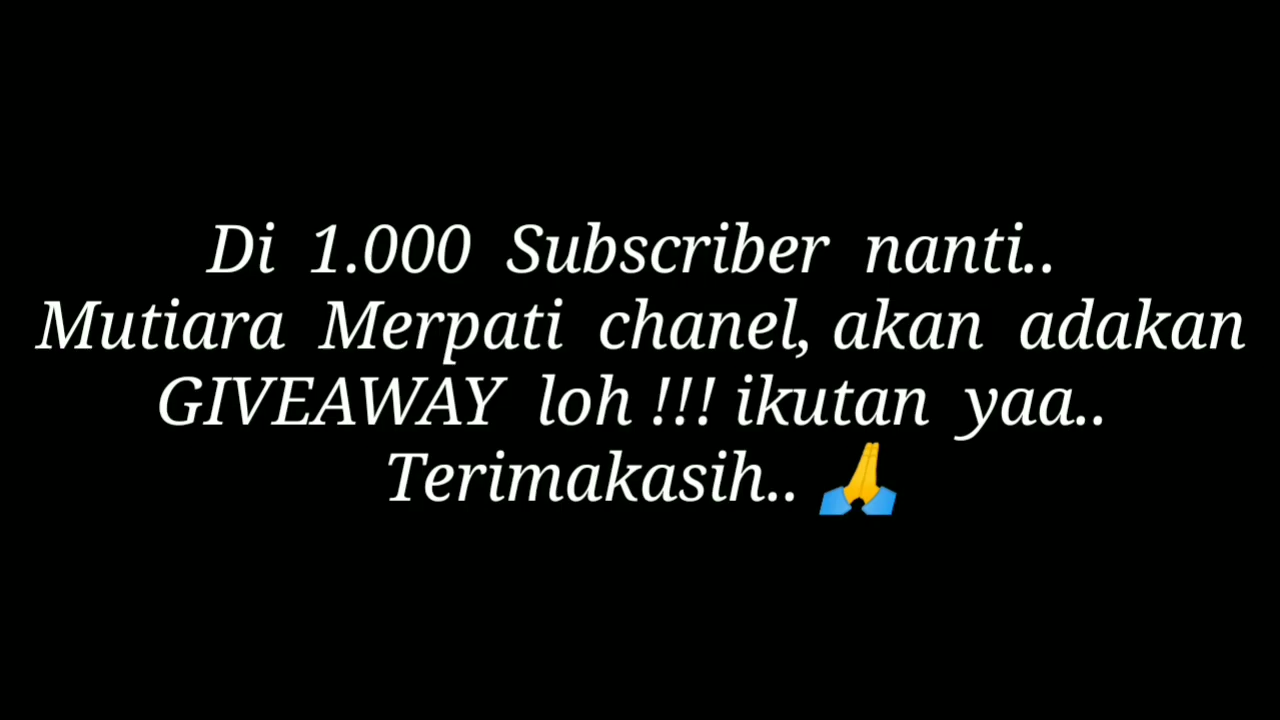 Di 1.000 Subscriber nanti..
Mutiara Merpati chanel, akan adakan
GIVEAWAY loh !!! ikutan yaa..
Terimakasih.. 🙏